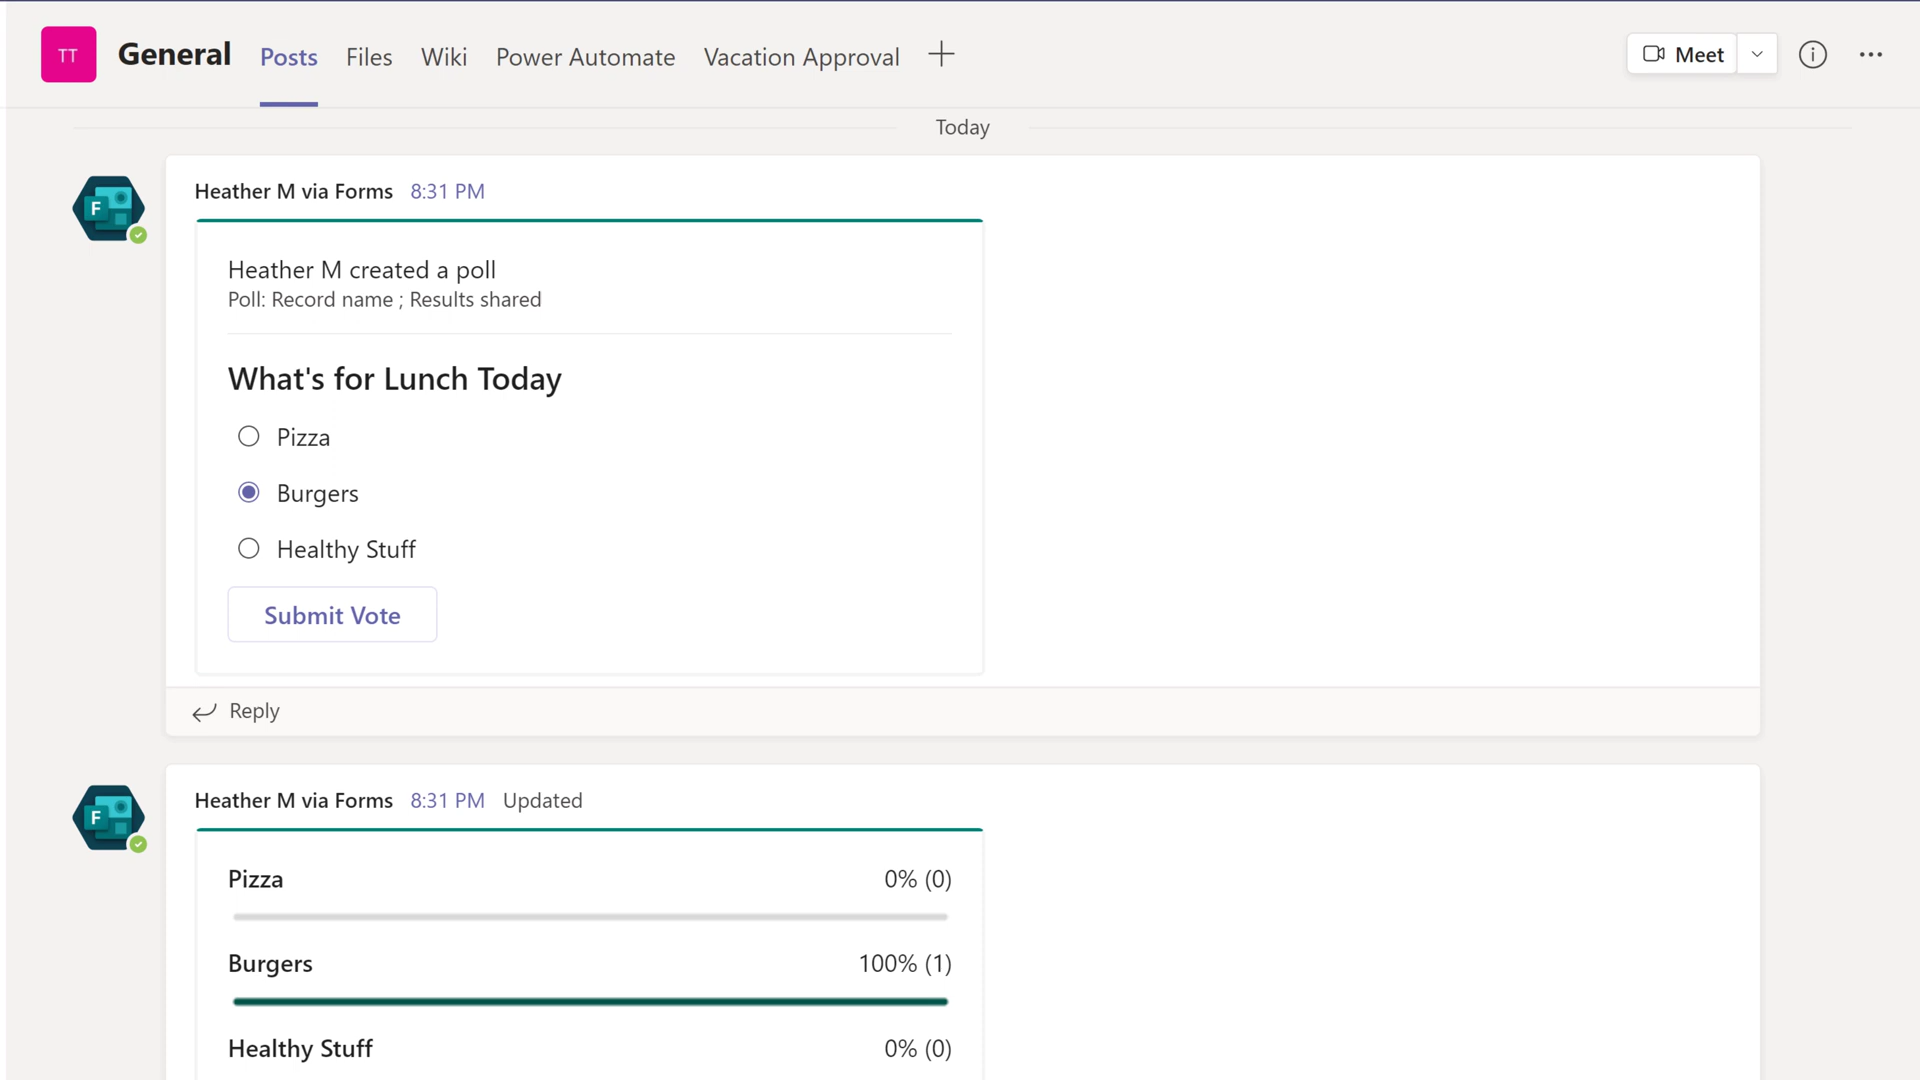 TT General Posts Files Wiki Power Automate Vacation Approval Meet
Today
Heather M via Forms 8:31 PM
F
Heather M created a poll
Poll: Record name ; Results shared
What's for Lunch Today
Pizza
Burgers
Healthy Stuff
Submit Vote
Reply
Heather M via Forms 8:31 PM Updated
F
Pizza 0% (0)
Burgers 100% (1)
Healthy Stuff 0% (0)